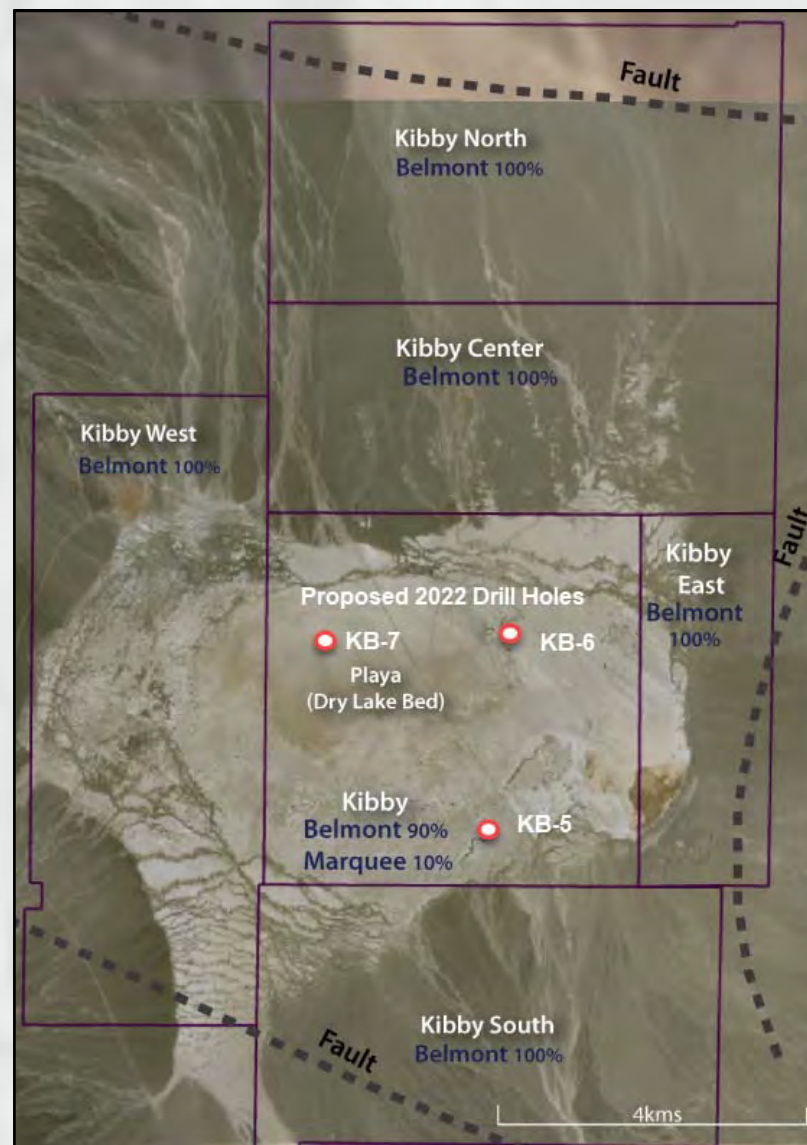 Fault
Kibby North
Belmont 100%
Kibby Center
Belmont 100%
Kibby West
Belmont 100%
Fault
Kibby
East
Belmont
100%
Proposed 2022 Drill Holes
KB-7
KB-6
Playa
(Dry Lake Bed)
Kibby
Belmont 90%
Marquee 10%
KB-5
Fault
Kibby South
Belmont 100%
4kms